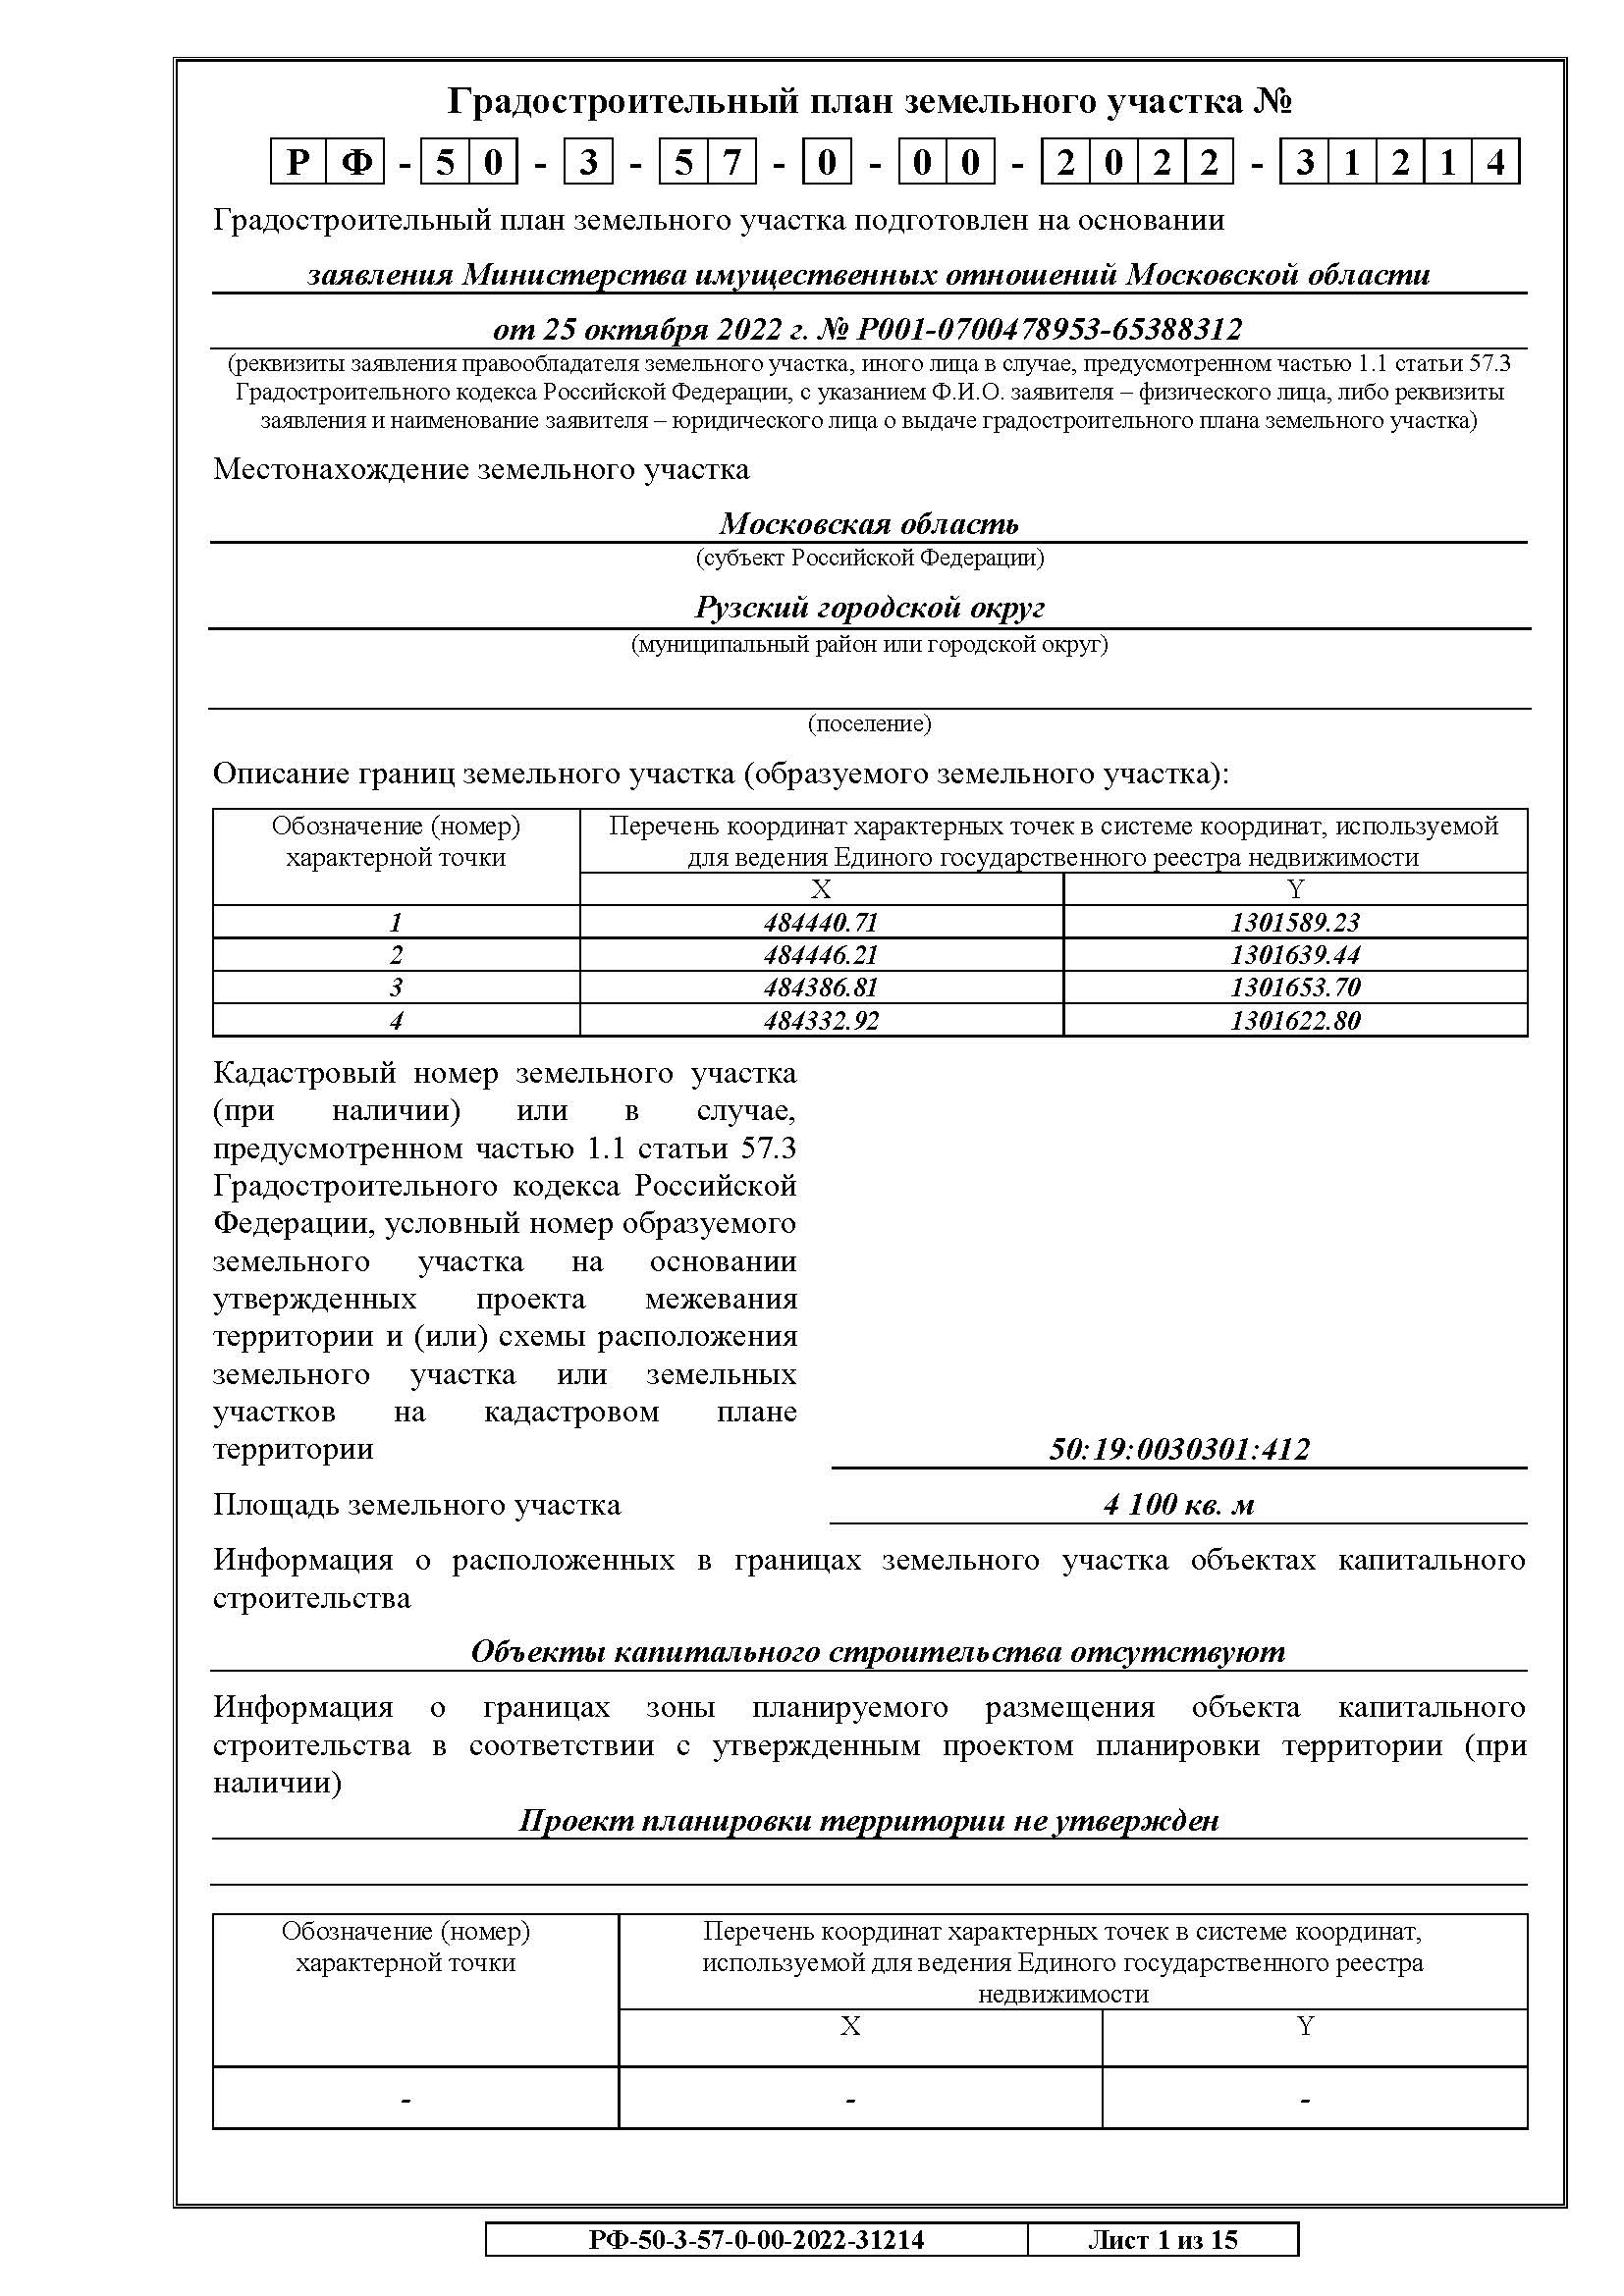 Градостроительный план земельного участка №
Р Ф - 5 0 - 3 - 5 7 - 0 - 0 0 - 2 0 2 2 - 3 1 2 1 4
Градостроительный план земельного участка подготовлен на основании
заявления Министерства имущественных отношений Московской области
от 25 октября 2022 г. № P001-0700478953-65388312
(реквизиты заявления правообладателя земельного участка, иного лица в случае, предусмотренном частью 1.1 статьи 57.3
Градостроительного кодекса Российской Федерации, с указанием Ф.И.О. заявителя – физического лица, либо реквизиты
заявления и наименование заявителя – юридического лица о выдаче градостроительного плана земельного участка)
Местонахождение земельного участка
Московская область
(субъект Российской Федерации)
Рузский городской округ
(муниципальный район или городской округ)
(поселение)
Описание границ земельного участка (образуемого земельного участка):
Обозначение (номер)
характерной точки
Перечень координат характерных точек в системе координат, используемой
для ведения Единого государственного реестра недвижимости
X Y
1 484440.71 1301589.23
2 484446.21 1301639.44
3 484386.81 1301653.70
4 484332.92 1301622.80
Кадастровый номер земельного участка
(при наличии) или в случае,
предусмотренном частью 1.1 статьи 57.3
Градостроительного кодекса Российской
Федерации, условный номер образуемого
земельного участка на основании
утвержденных проекта межевания
территории и (или) схемы расположения
земельного участка или земельных
участков на кадастровом плане
территории 50:19:0030301:412
Площадь земельного участка 4 100 кв. м
Информация о расположенных в границах земельного участка объектах капитального
строительства
Объекты капитального строительства отсутствуют
Информация о границах зоны планируемого размещения объекта капитального
строительства в соответствии с утвержденным проектом планировки территории (при
наличии)
Проект планировки территории не утвержден
Обозначение (номер)
характерной точки
Перечень координат характерных точек в системе координат,
используемой для ведения Единого государственного реестра
недвижимости
X Y
- - -
РФ-50-3-57-0-00-2022-31214 Лист 1 из 15